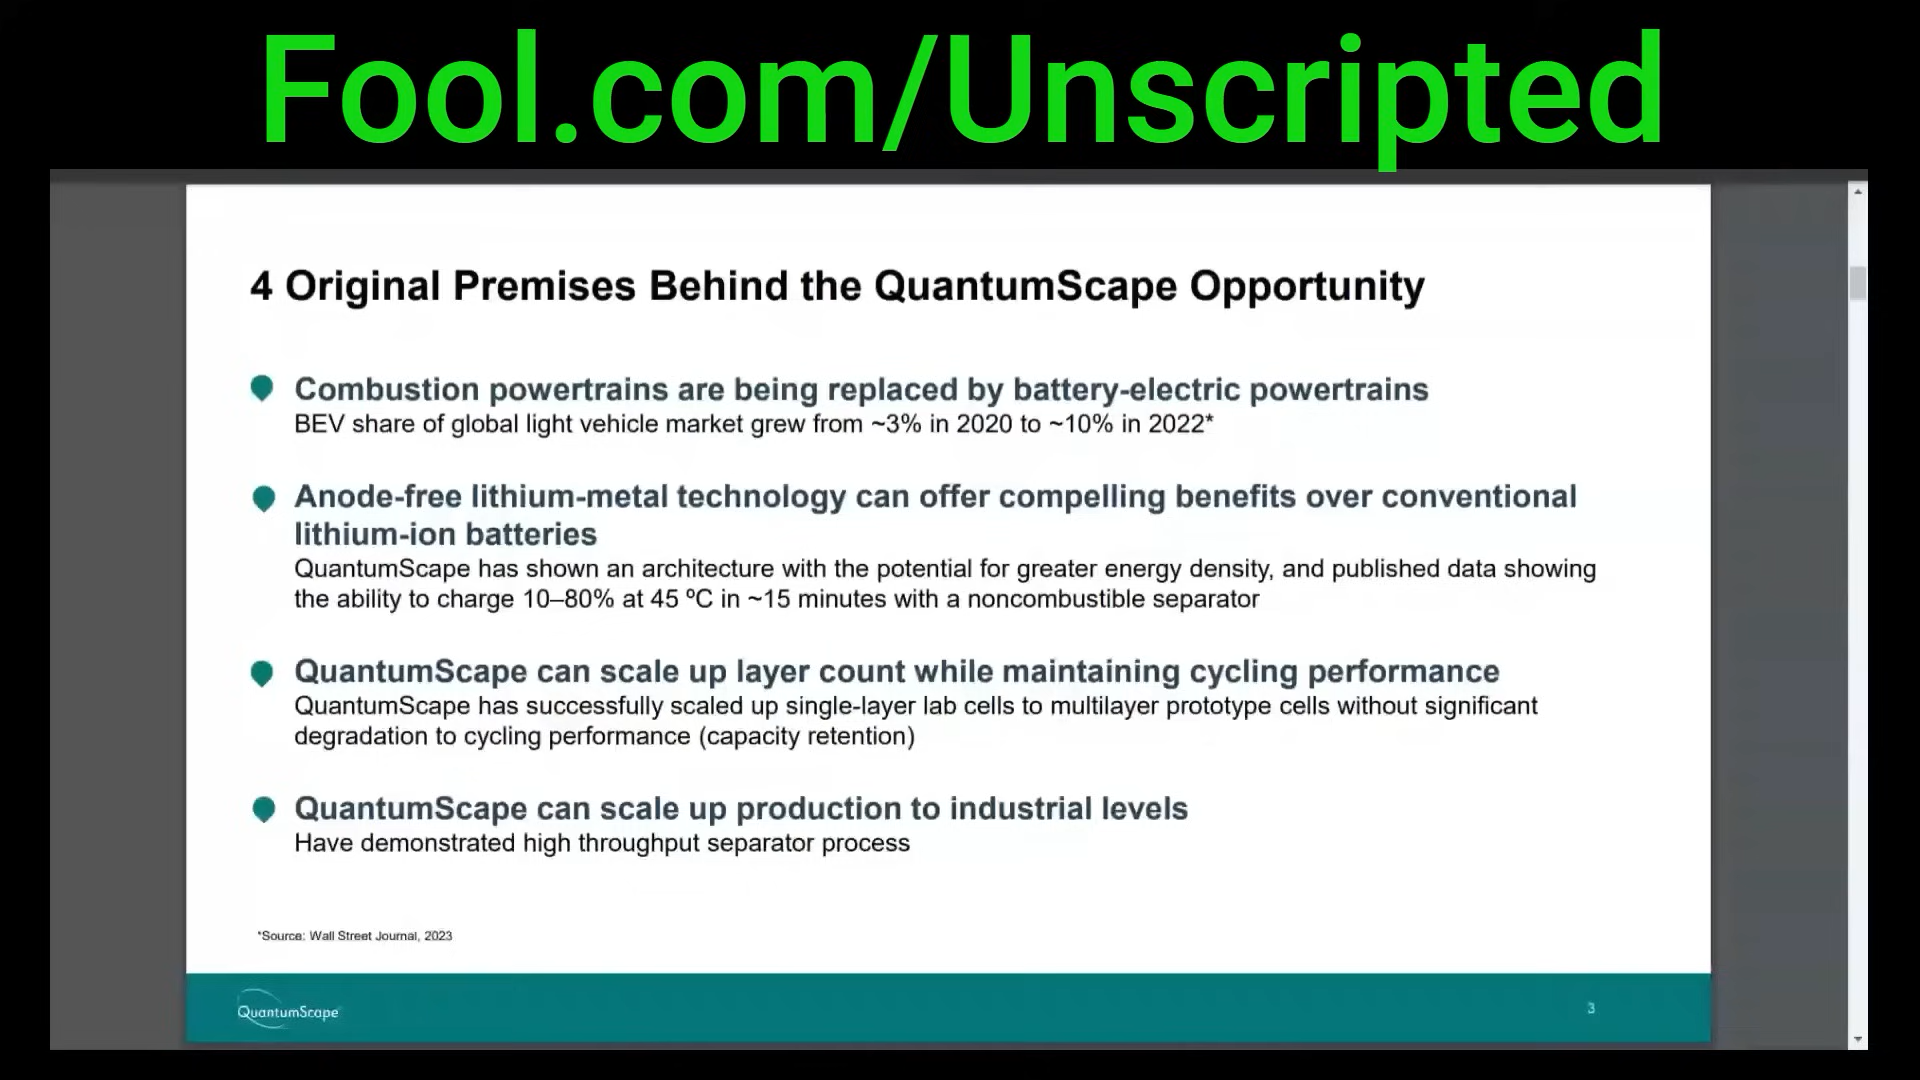 Fool.com/Unscripted
4 Original Premises Behind the QuantumScape Opportunity
Combustion powertrains are being replaced by battery-electric powertrains
BEV share of global light vehicle market grew from ~3% in 2020 to ~10% in 2022*
Anode-free lithium-metal technology can offer compelling benefits over conventional
lithium-ion batteries
QuantumScape has shown an architecture with the potential for greater energy density, and published data showing
the ability to charge 10–80% at 45 ºC in ~15 minutes with a noncombustible separator
QuantumScape can scale up layer count while maintaining cycling performance
QuantumScape has successfully scaled up single-layer lab cells to multilayer prototype cells without significant
degradation to cycling performance (capacity retention)
QuantumScape can scale up production to industrial levels
Have demonstrated high throughput separator process
*Source: Wall Street Journal, 2023
QuantumScape
3